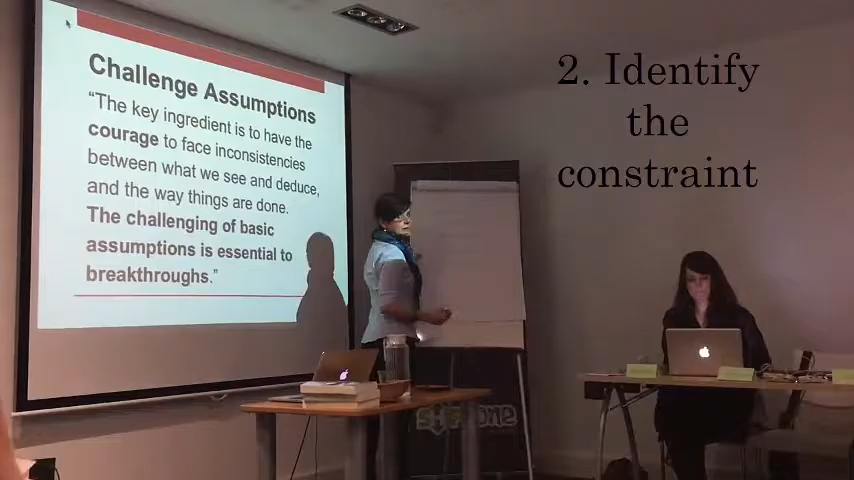 Challenge Assumptions
“The key ingredient is to have the
courage to face inconsistencies
between what we see and deduce,
and the way things are done.
The challenging of basic
assumptions is essential to
breakthroughs.”
2. Identify
the
constraint